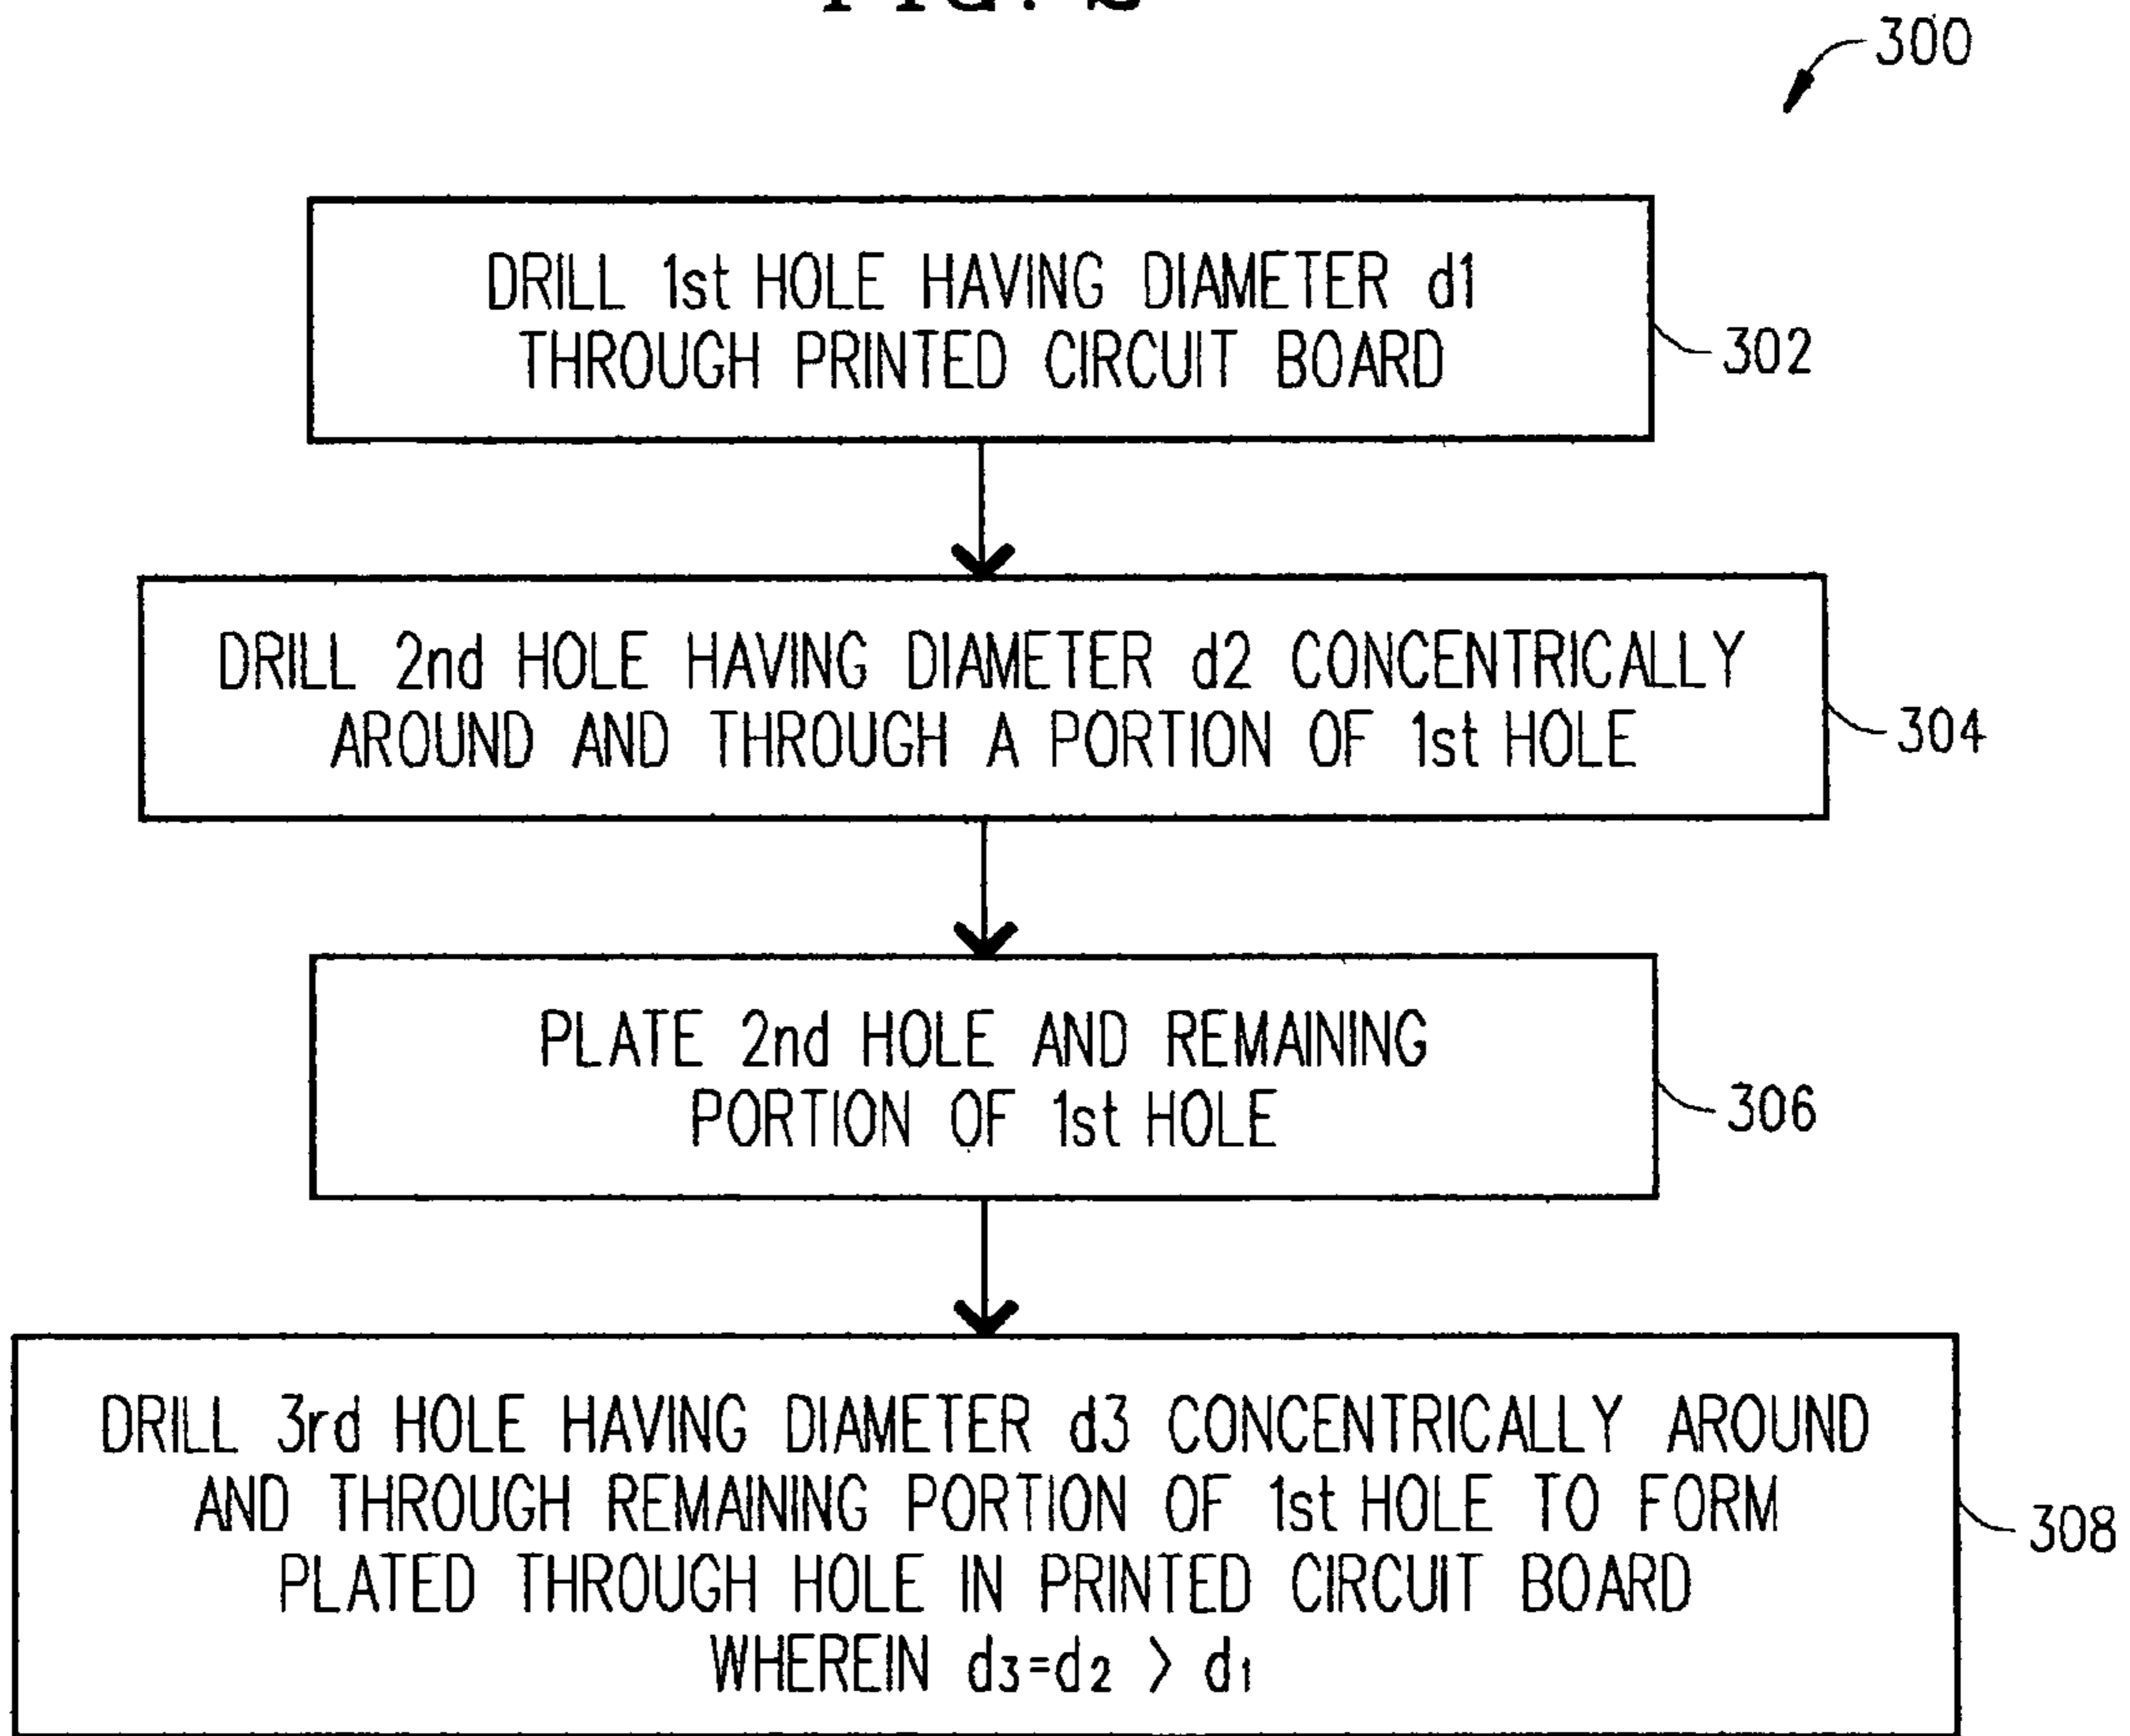 300
DRILL 1st HOLE HAVING DIAMETER d1
THROUGH PRINTED CIRCUIT BOARD
302
DRILL 2nd HOLE HAVING DIAMETER d2 CONCENTRICALLY
AROUND AND THROUGH A PORTION OF 1st HOLE
304
PLATE 2nd HOLE AND REMAINING
PORTION OF 1st HOLE
306
DRILL 3rd HOLE HAVING DIAMETER d3 CONCENTRICALLY AROUND
AND THROUGH REMAINING PORTION OF 1st HOLE TO FORM
PLATED THROUGH HOLE IN PRINTED CIRCUIT BOARD
WHEREIN d3=d2 > d1
308